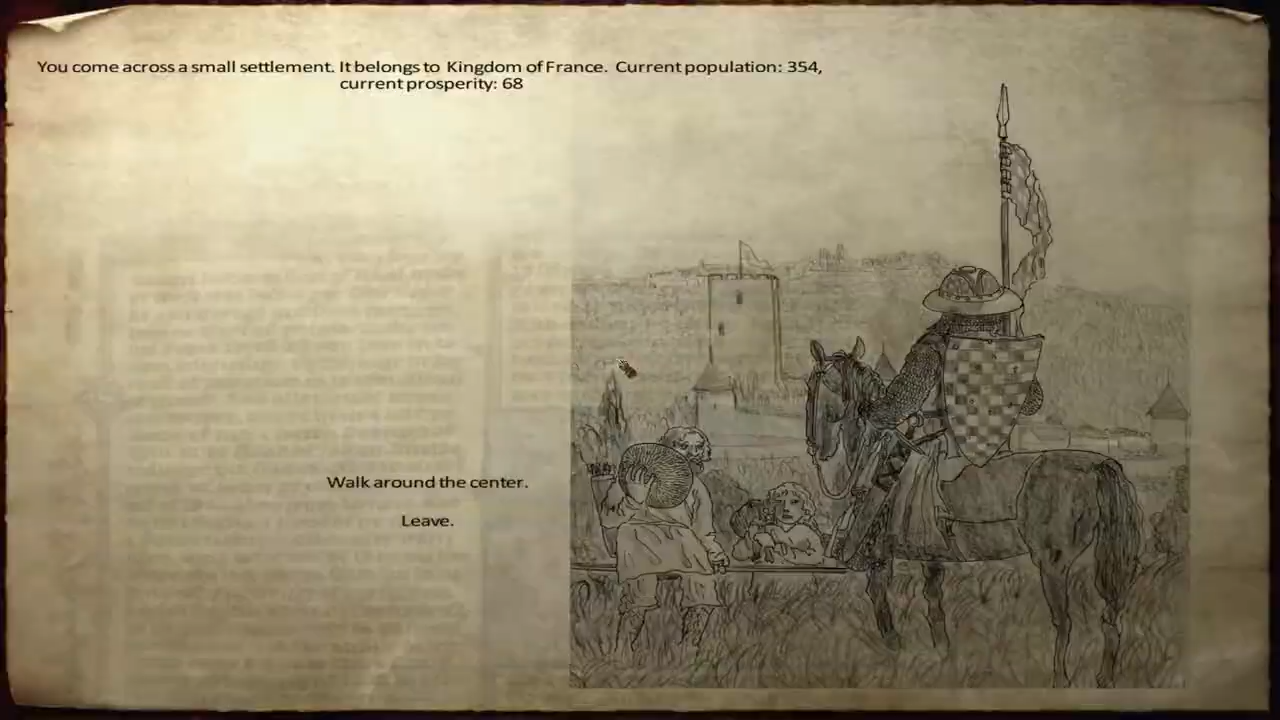 You come across a small settlement. It belongs to Kingdom of France. Current population: 354,
current prosperity: 68
Walk around the center.
Leave.